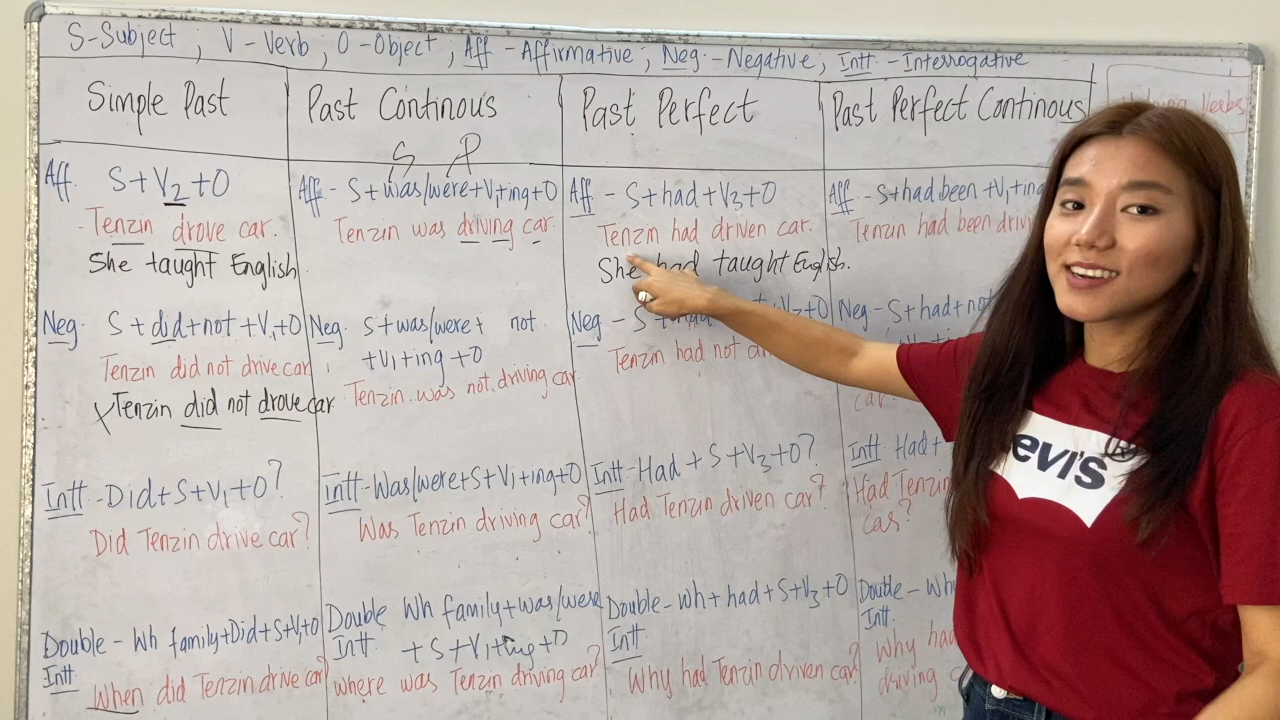 S-Subject ; V-Verb ; O-Object , Aff -Affirmative ; Neg.-Negative ; Intt -Interrogative
Simple Past
Aff. S+V2+O
Tenzin drove car.
She taught English
Neg. S+did+not+V1+O
Tenzin did not drive car
XTenzin did not drove car.
Intt-Did+S+V1+O?
Did Tenzin drive car?
Double - Wh family+Did+S+V1+O
Intt
When did Tenzin drive car?
Past Continous
S P
Aff - S+was/were+V1+ing+O
Tenzin was driving car.
Neg. S+was/were+ not
+V1+ing+O
Tenzin was not driving car
Intt-Was/were+S+V1+ing+O
Was Tenzin driving car?
Double Wh family+was/were
Intt + S+V1+ing+O
where was Tenzin driving car?
Past Perfect
Aff - S+had+V3+O
Tenzin had driven car.
She had taught English.
Neg - S+had
+O
Tenzin had not
Intt-Had+S+V3+O?
Had Tenzin driven car?
Double-Wh+had+S+V3+O
Intt
Why had Tenzin driven car?
Past Perfect Continous
Aff -S+had been+V1+ing
Tenzin had been
Neg-S+had+not
car.
Intt Had+
Had Tenzin
car?
Double-Wh
Intt.
Why had
driving
Verbs
Levi's®